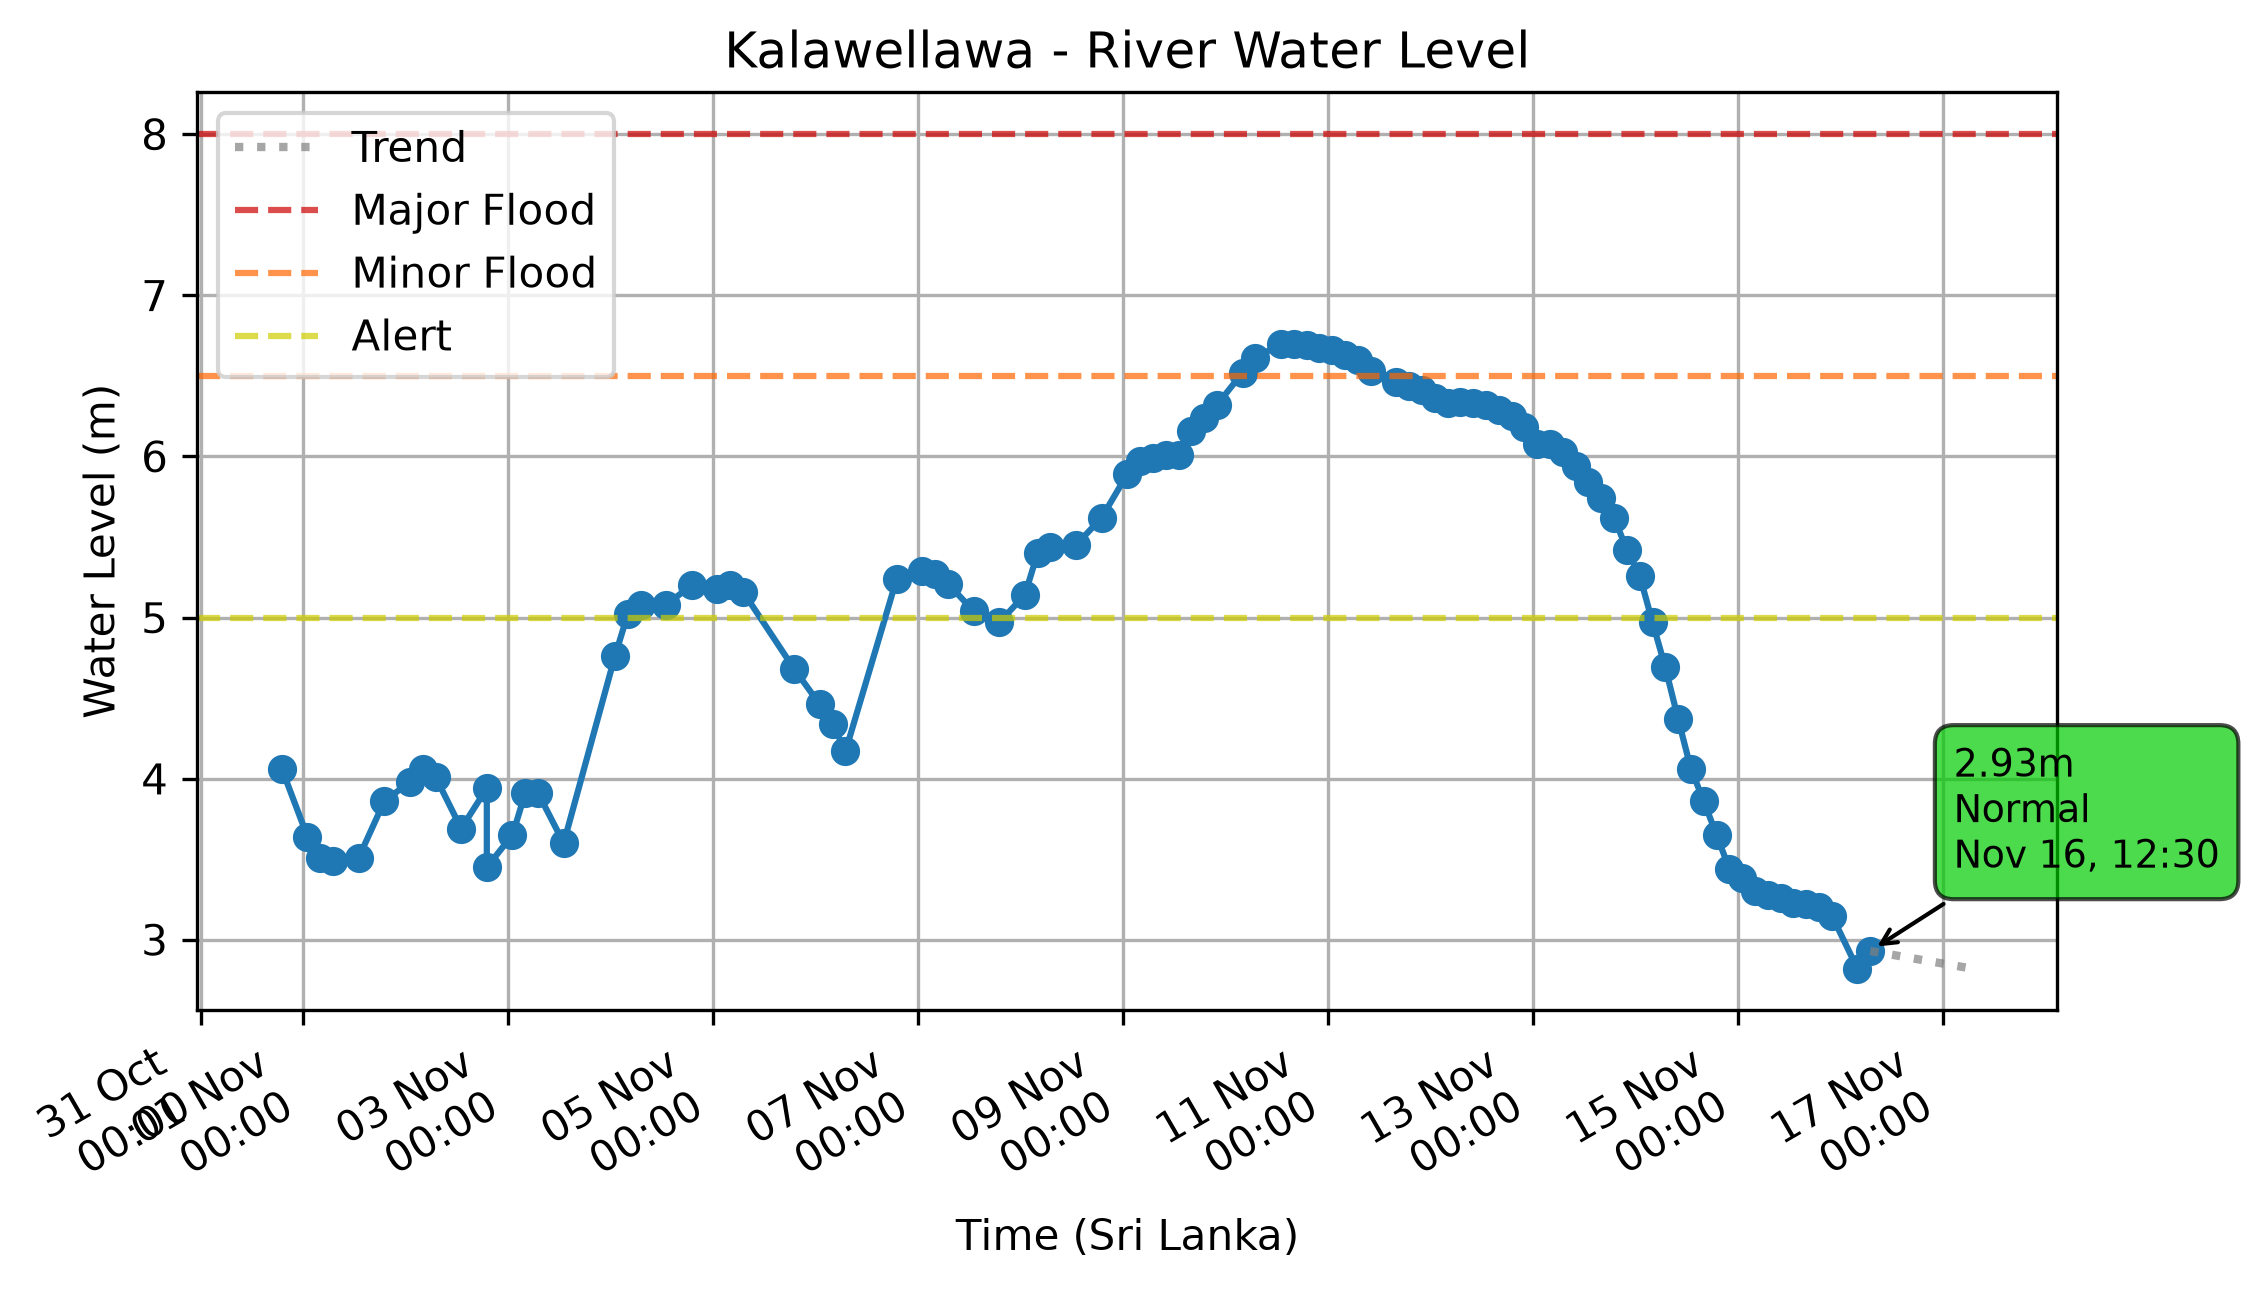 Kalawellawa - River Water Level
Trend
Major Flood
Minor Flood
Alert
8
7
6
5
4
3
Water Level (m)
2.93m
Normal
Nov 16, 12:30
31 Oct
00:00
01 Nov
00:00
03 Nov
00:00
05 Nov
00:00
07 Nov
00:00
09 Nov
00:00
11 Nov
00:00
13 Nov
00:00
15 Nov
00:00
17 Nov
00:00
Time (Sri Lanka)